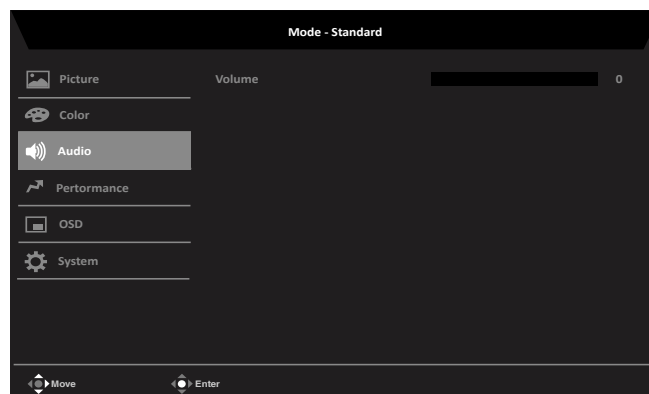 Mode - Standard
Picture
Volume 0
Color
Audio
Pertormance
OSD
System
Move Enter